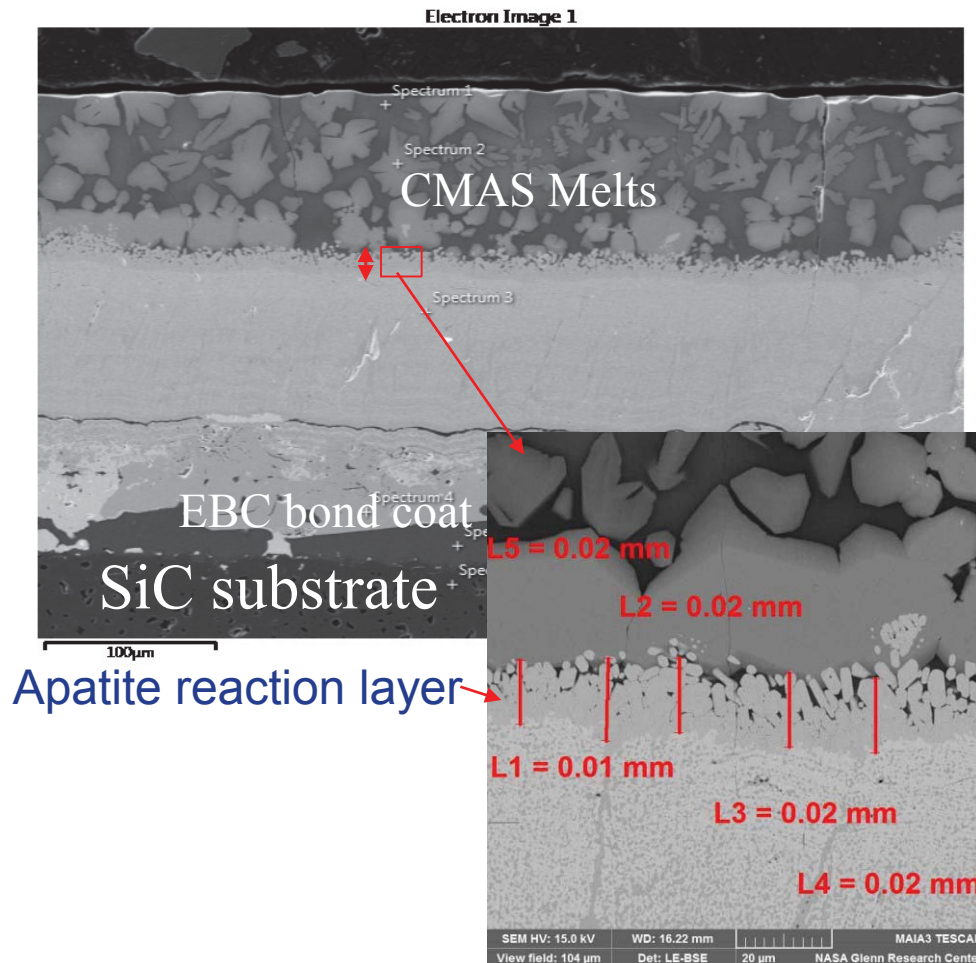 Electron Image 1
Spectrum 1
Spectrum 2
CMAS Melts
Spectrum 3
Spectrum 4
EBC bond coat
Spe
Spec
SiC substrate
100µm
Apatite reaction layer
L5 = 0.02 mm
L2 = 0.02 mm
L1 = 0.01 mm
L3 = 0.02 mm
L4 = 0.02 mm
SEM HV: 15.0 kV WD: 16.22 mm MAIA3 TESCAN
View field: 104 µm Det: LE-BSE 20 µm NASA Glenn Research Cente